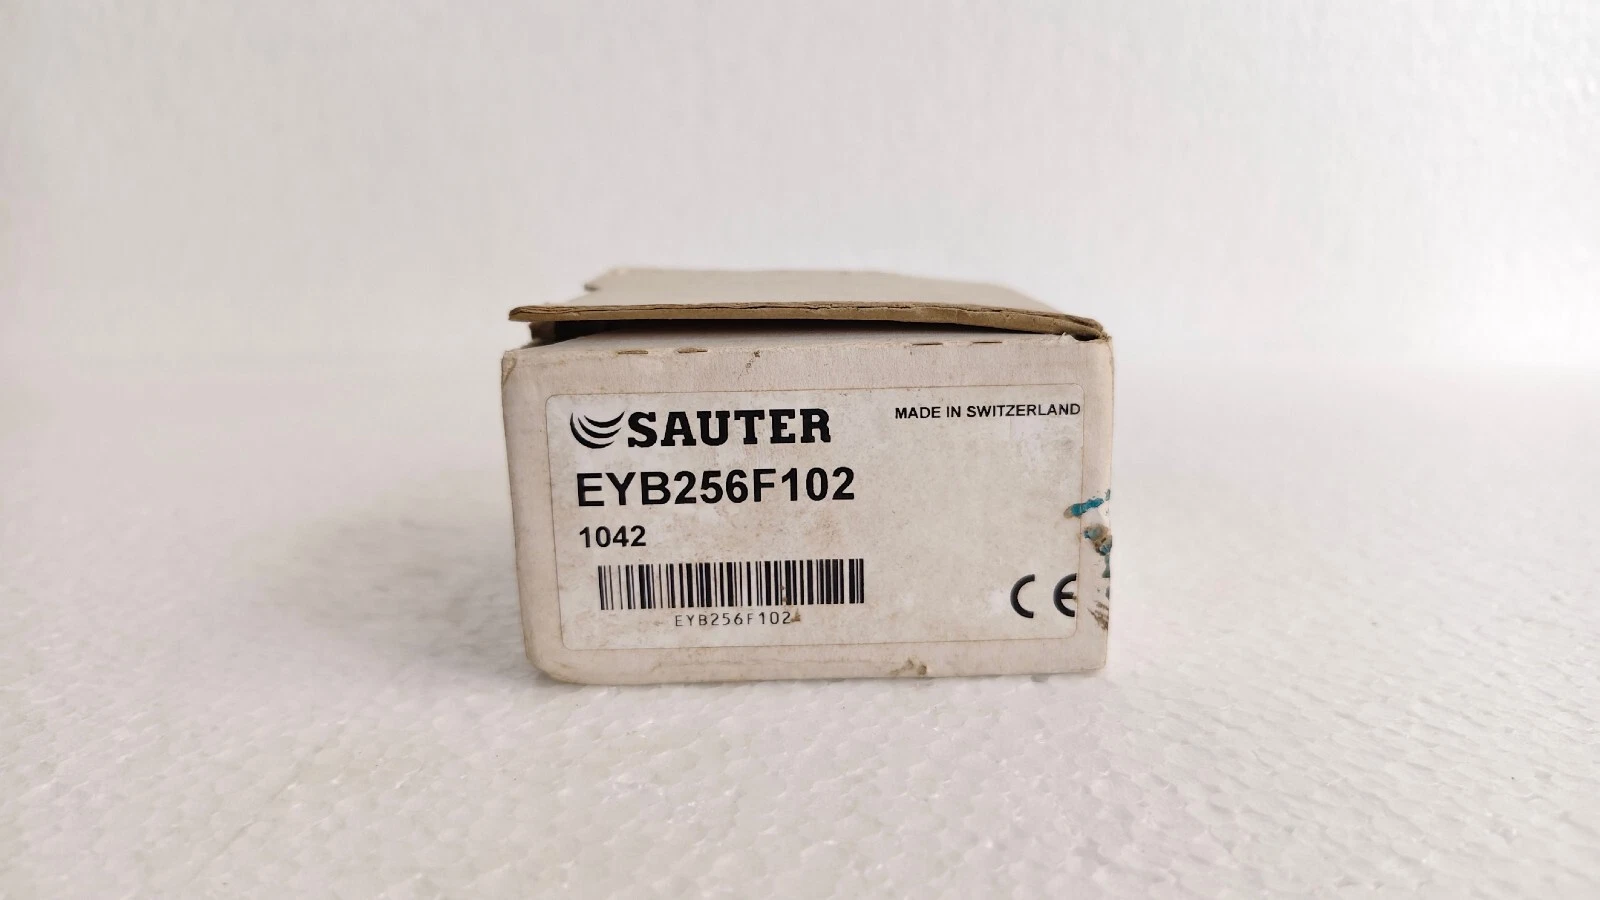 SAUTER
MADE IN SWITZERLAND
EYB256F102
1042
EYB256F102
CE